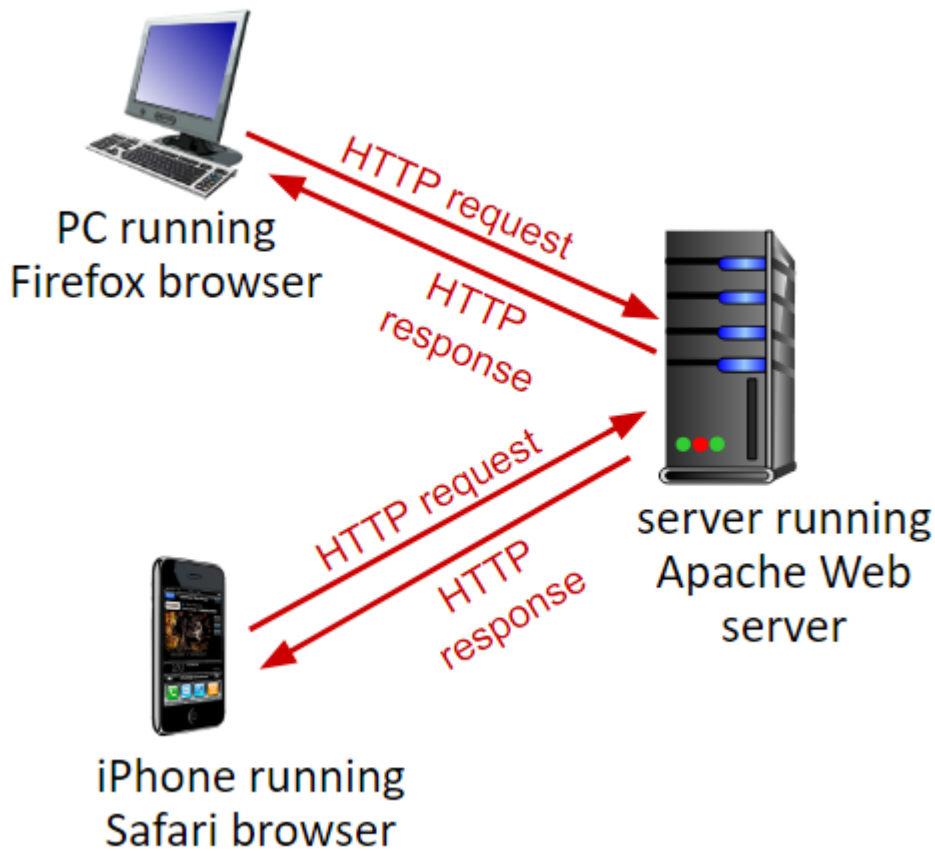 HTTP request
PC running
Firefox browser
HTTP
response
HTTP request
server running
Apache Web
server
HTTP
response
iPhone running
Safari browser